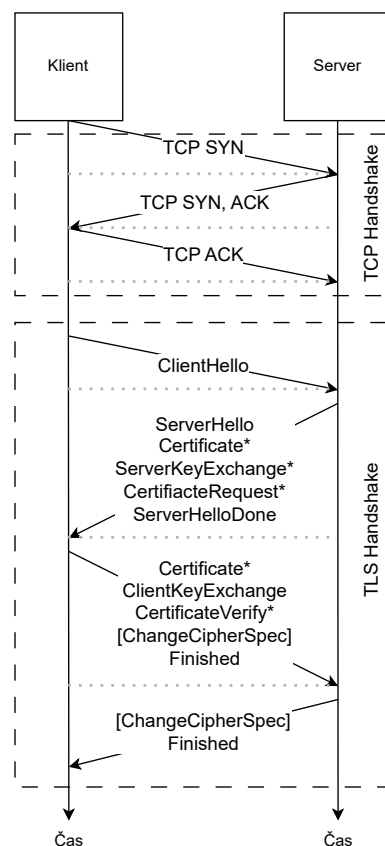 Klient
Server
TCP SYN
TCP SYN, ACK
TCP ACK
TCP Handshake
ClientHello
ServerHello
Certificate*
ServerKeyExchange*
CertifiacteRequest*
ServerHelloDone
Certificate*
ClientKeyExchange
CertificateVerify*
[ChangeCipherSpec]
Finished
[ChangeCipherSpec]
Finished
TLS Handshake
Čas
Čas